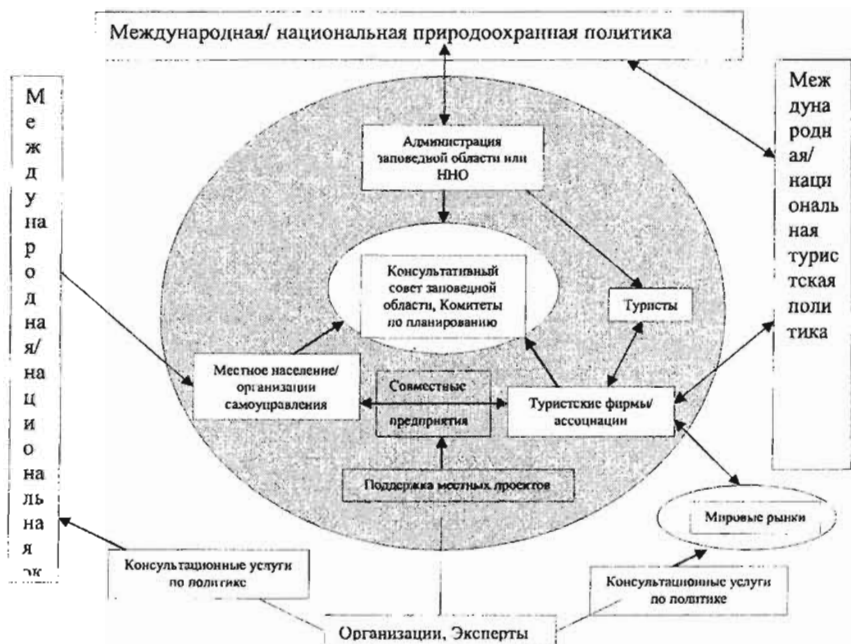 Международная/ национальная природоохранная политика
М
е
ж
д
у
на
р
о
д
на
я/
на
ц
и
о
на
ль
на
я
эк
Меж
дуна
родн
ая/
наци
ональ
ная
турис
тская
поли
тика
Администрация
заповедной области или
ННО
Консультативный
совет заповедной
области, Комитеты
по планированию
Туристы
Местное население/
организации
самоуправления
Совместные
предприятия
Туристские фирмы/
ассоциации
Поддержка местных проектов
Мировые рынки
Консультационные услуги
по политике
Консультационные услуги
по политике
Организации, Эксперты